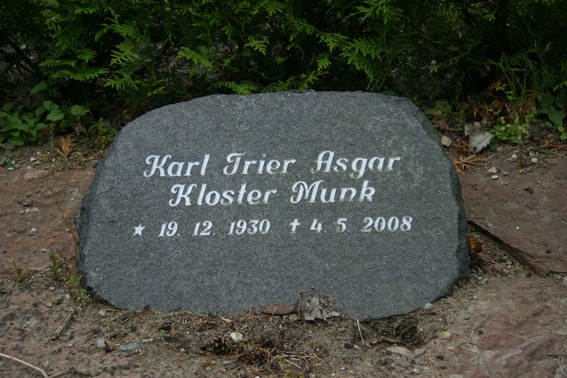 Karl Trier Asgar
Kloster Munk
★ 19. 12. 1930 ✝ 4. 5. 2008